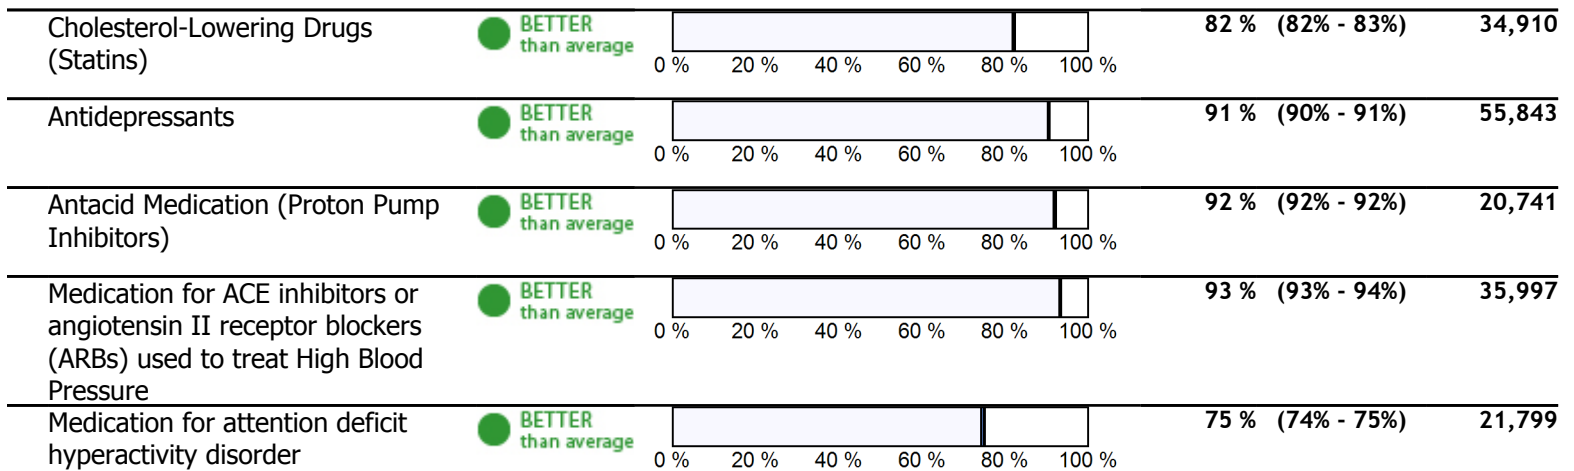 Cholesterol-Lowering Drugs
(Statins)
BETTER
than average
0 % 20 % 40 % 60 % 80 % 100 %
82 % (82% - 83%) 34,910
Antidepressants
BETTER
than average
0 % 20 % 40 % 60 % 80 % 100 %
91 % (90% - 91%) 55,843
Antacid Medication (Proton Pump
Inhibitors)
BETTER
than average
0 % 20 % 40 % 60 % 80 % 100 %
92 % (92% - 92%) 20,741
Medication for ACE inhibitors or
angiotensin II receptor blockers
(ARBs) used to treat High Blood
Pressure
BETTER
than average
0 % 20 % 40 % 60 % 80 % 100 %
93 % (93% - 94%) 35,997
Medication for attention deficit
hyperactivity disorder
BETTER
than average
0 % 20 % 40 % 60 % 80 % 100 %
75 % (74% - 75%) 21,799